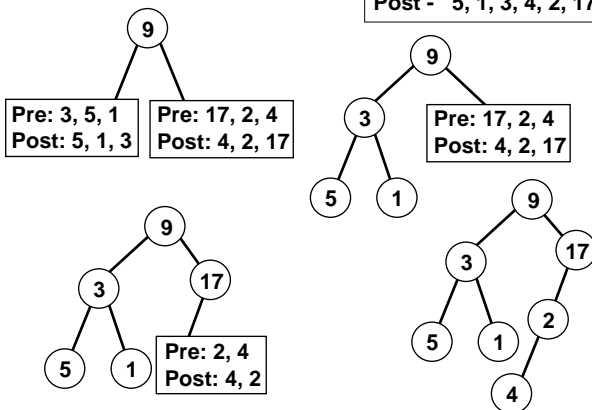 Post - 5, 1, 3, 4, 2, 17
9
Pre: 3, 5, 1
Post: 5, 1, 3
Pre: 17, 2, 4
Post: 4, 2, 17
9
3
Pre: 17, 2, 4
Post: 4, 2, 17
5
1
9
3
17
5
1
Pre: 2, 4
Post: 4, 2
9
3
17
5
1
2
4